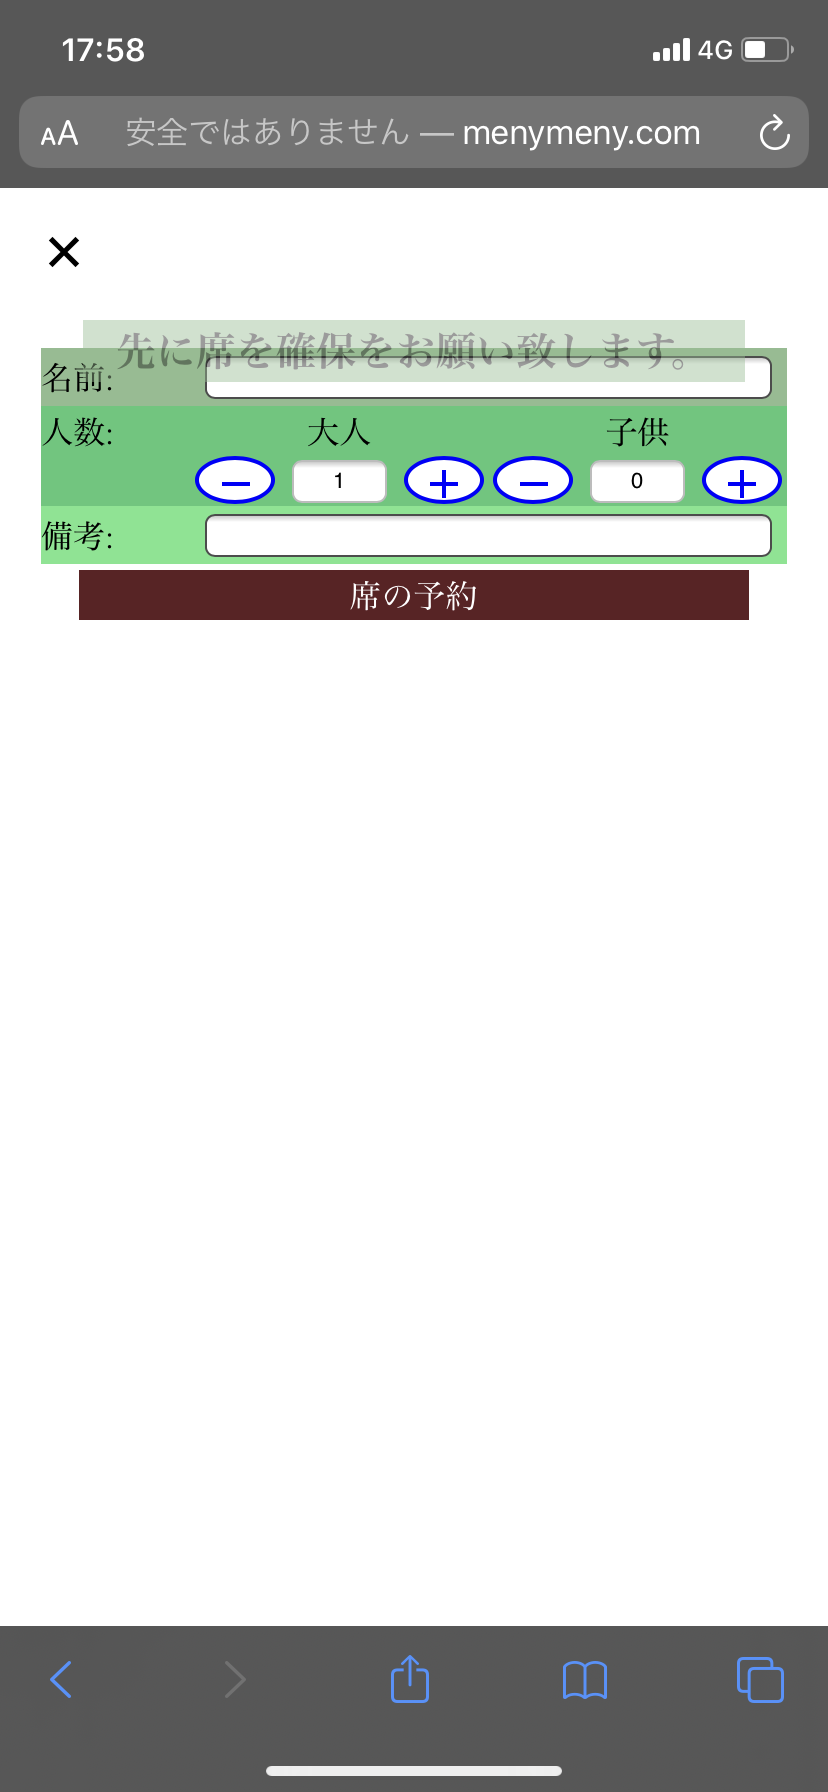 17:58
4G
AA 安全ではありません — menymeny.com
先に席を確保をお願い致します。
名前:
人数: 大人 子供
1 0
備考:
席の予約